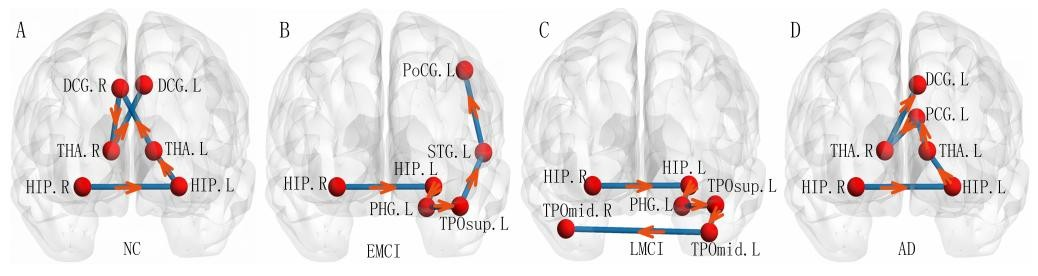 A
DCG.R
DCG.L
THA.R
THA.L
HIP.R
HIP.L
NC
B
PoCG.L
STG.L
HIP.L
HIP.R
PHG.L
TPOsup.L
EMCI
C
HIP.R
HIP.L
TPOsup.L
PHG.L
TPOmid.R
LMCI
TPOmid.L
D
DCG.L
PCG.L
THA.R
THA.L
HIP.R
HIP.L
AD